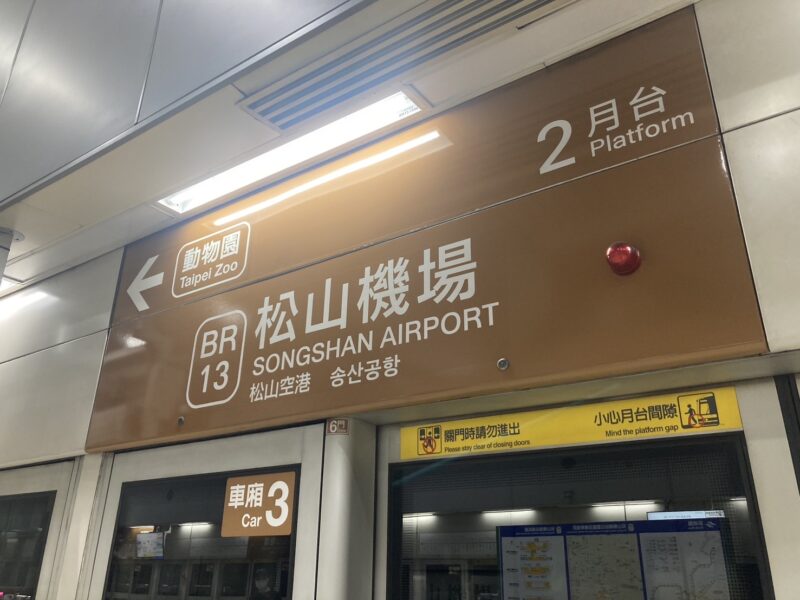 2 月台
Platform
動物園
Taipei Zoo
BR
13
松山機場
SONGSHAN AIRPORT
松山空港 송산공항
6門
關門時請勿進出
Please stay clear of closing doors
小心月台間隙
Mind the platform gap
車廂
Car 3